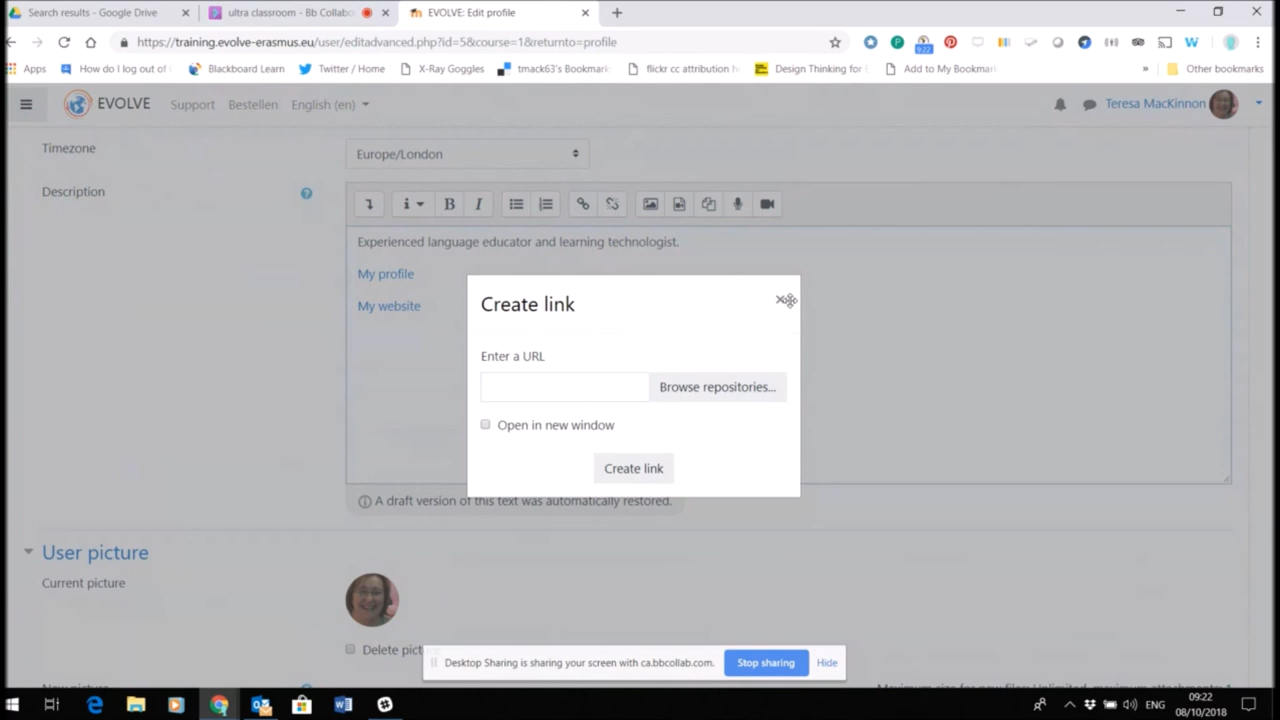 Search results - Google Drive
ultra classroom - Bb Collabo
EVOLVE: Edit profile
https://training.evolve-erasmus.eu/user/editadvanced.php?id=5&course=1&returnto=profile
9:22
Apps
How do I log out of
Blackboard Learn
Twitter / Home
X-Ray Goggles
tmack63's Bookmark
flickr cc attribution h
Design Thinking for
Add to My Bookmar
»
Other bookmarks
EVOLVE
Support
Bestellen
English (en)
Teresa MacKinnon
Timezone
Europe/London
Description
Experienced language educator and learning technologist.
My profile
My website
Create link
Enter a URL
Browse repositories...
Open in new window
Create link
A draft version of this text was automatically restored.
User picture
Current picture
Delete pict
Desktop Sharing is sharing your screen with ca.bbcollab.com.
Stop sharing
Hide
ENG
09:22
08/10/2018